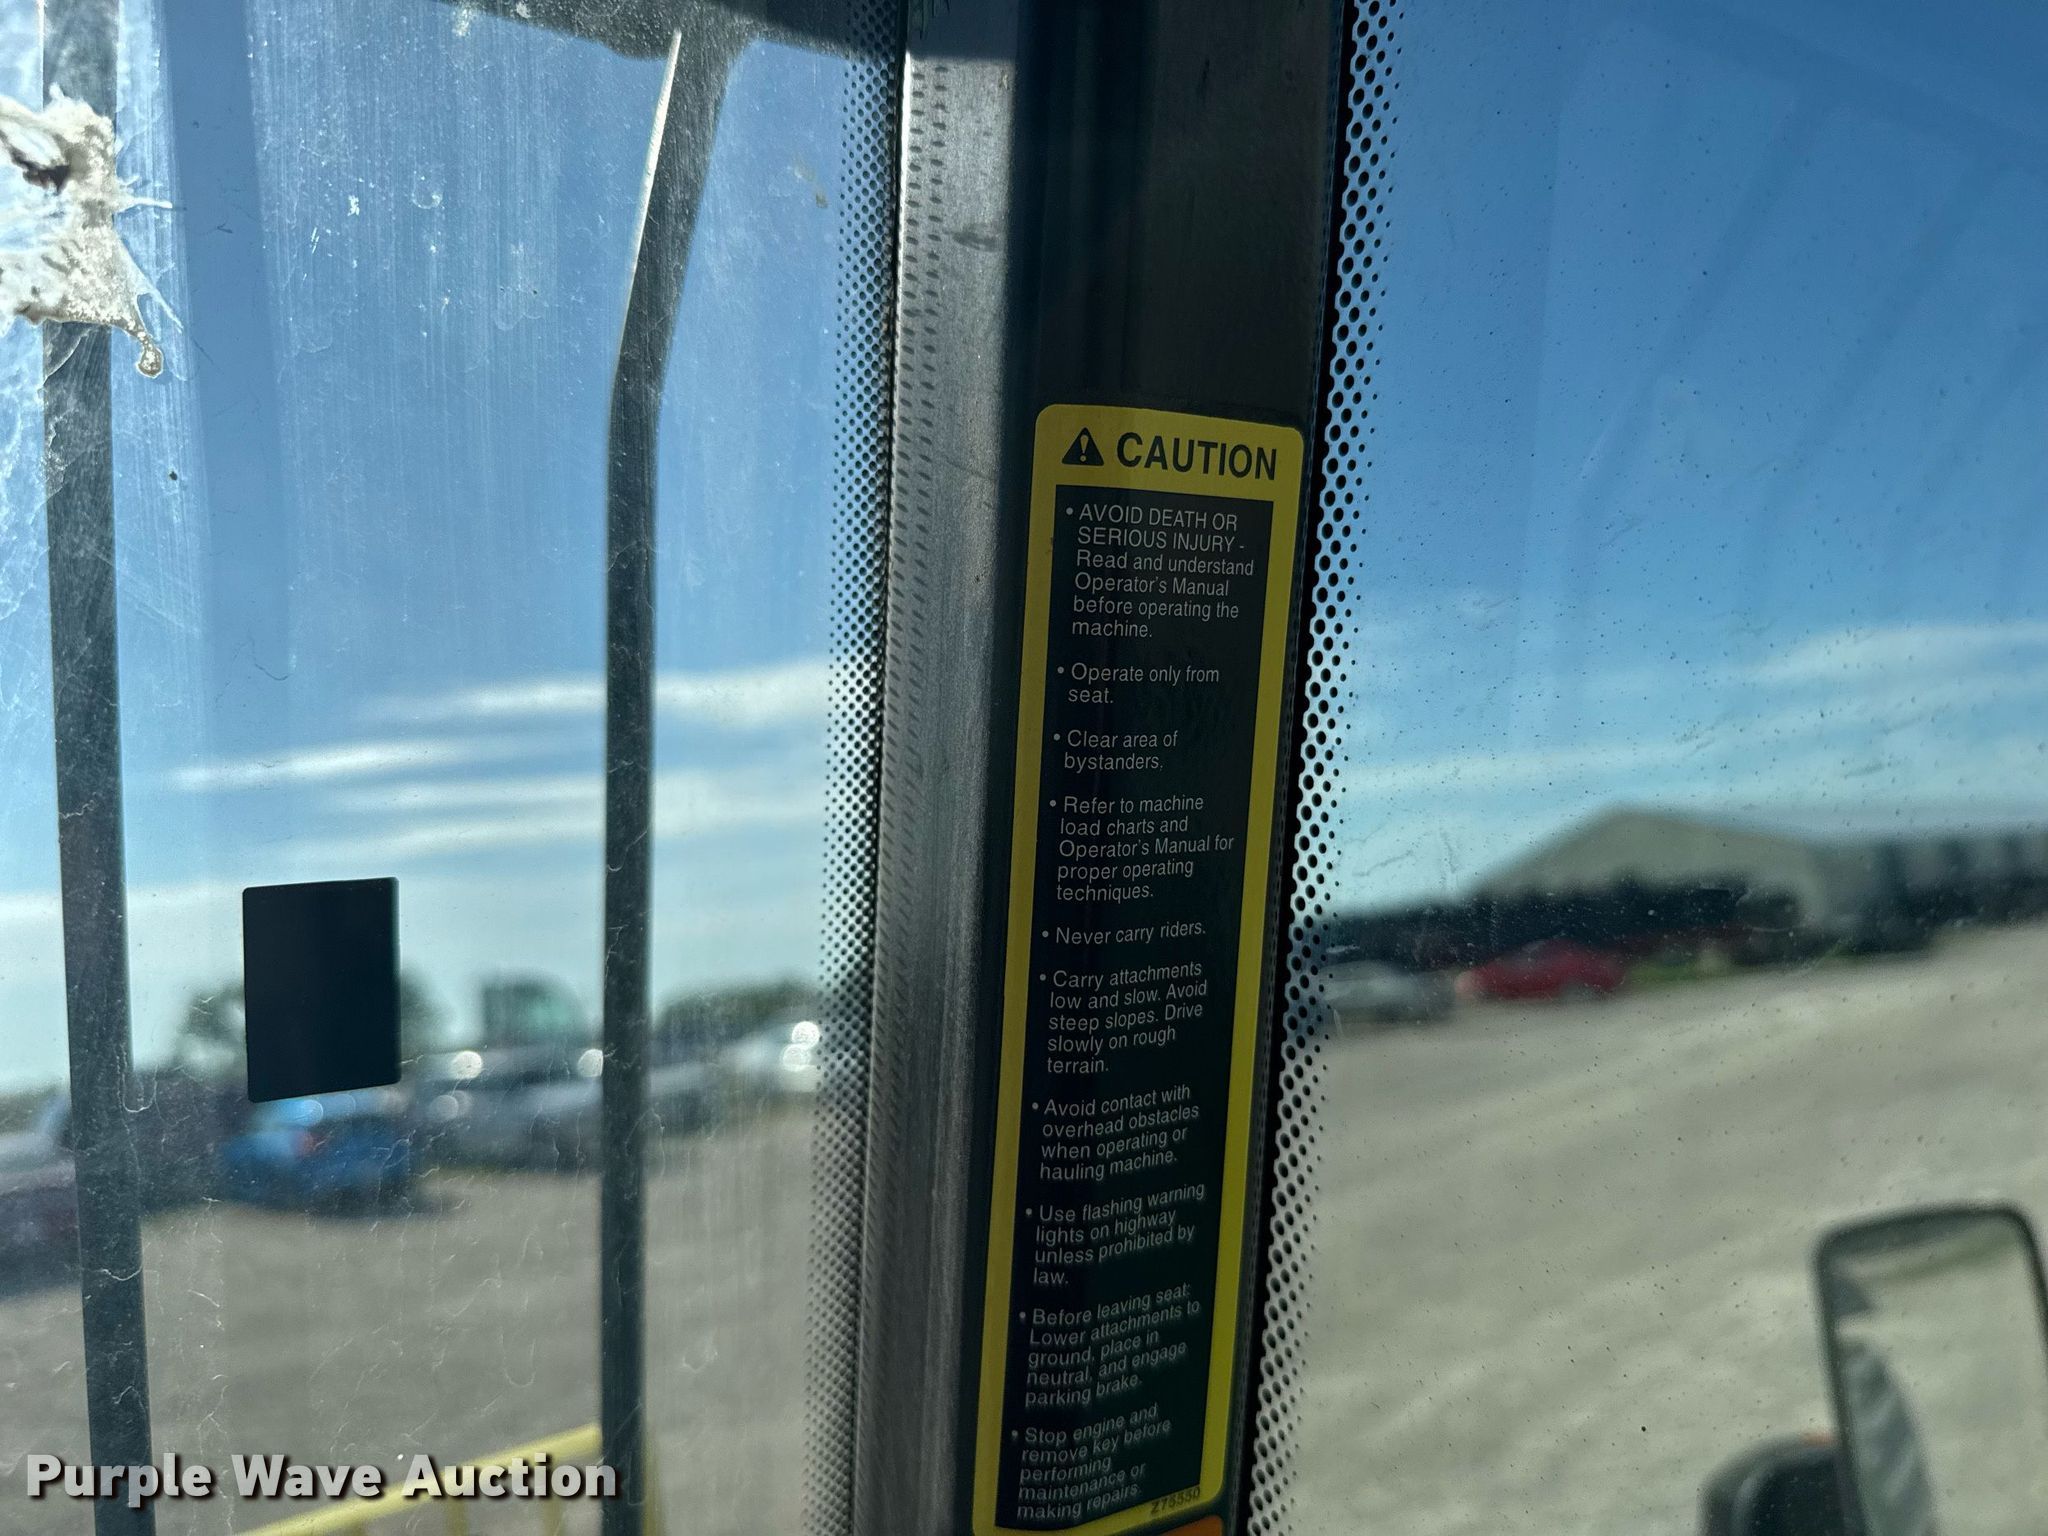 CAUTION
• AVOID DEATH OR
SERIOUS INJURY -
Read and understand
Operator's Manual
before operating the
machine.
• Operate only from
seat.
• Clear area of
bystanders.
• Refer to machine
load charts and
Operator's Manual for
proper operating
techniques.
• Never carry riders.
• Carry attachments
low and slow. Avoid
steep slopes. Drive
slowly on rough
terrain.
• Avoid contact with
overhead obstacles
when operating or
hauling machine.
• Use flashing warning
lights on highway
unless prohibited by
law.
• Before leaving seat:
Lower attachments to
ground, place in
neutral, and engage
parking brake.
• Stop engine and
remove key before
performing
maintenance or
making repairs.
Z75550
Purple Wave Auction